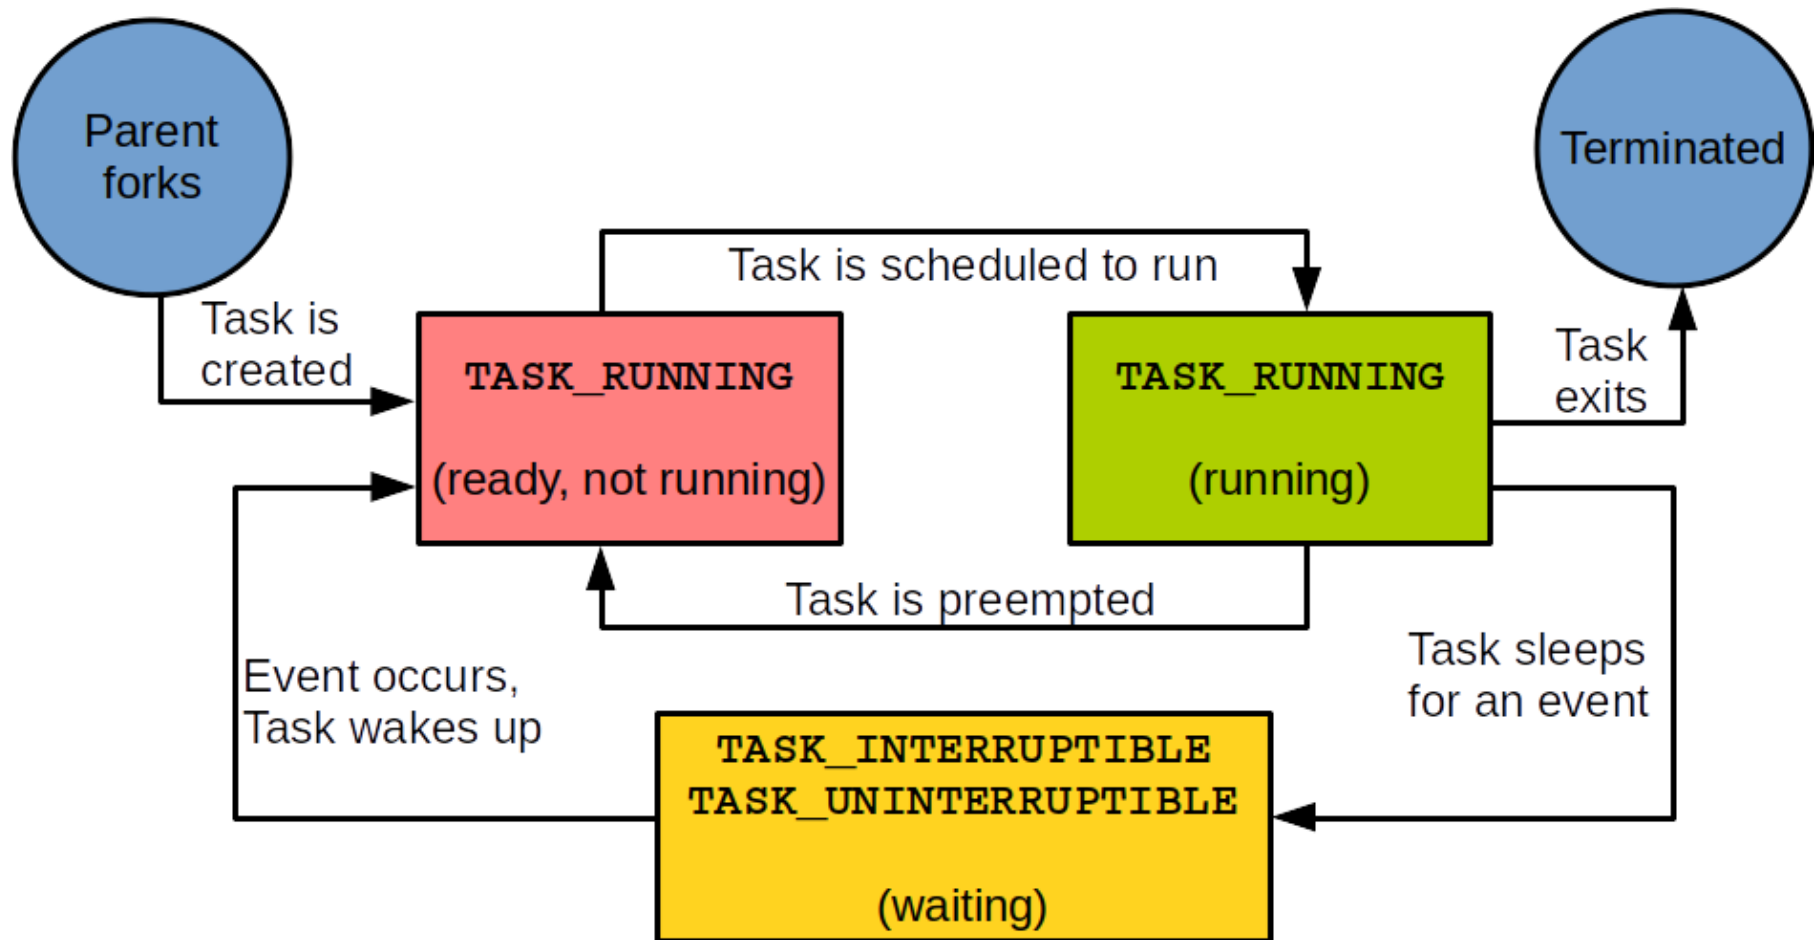 Parent
forks
Terminated
Task is scheduled to run
Task is
created
TASK_RUNNING
(ready, not running)
TASK_RUNNING
(running)
Task
exits
Task is preempted
Event occurs,
Task wakes up
Task sleeps
for an event
TASK_INTERRUPTIBLE
TASK_UNINTERRUPTIBLE
(waiting)